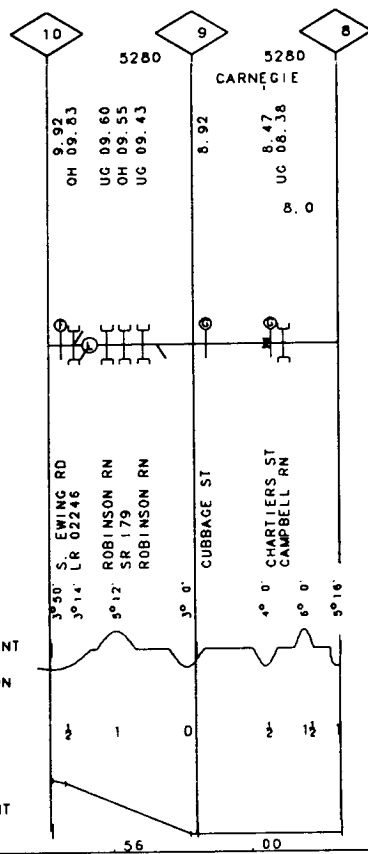 10 9 8
5280 5280
CARNEGIE
9.92
OH 09.83
UG 09.60
OH 09.55
UG 09.43
8.92
8.47
UG 08.38
8.0
S. EWING RD
LR 02246
ROBINSON RN
SR 179
ROBINSON RN
CUBBAGE ST
CHARTIERS ST
CAMPBELL RN
3°50' 3°14' 5°12' 3° 0' 4° 0' 6° 0' 5°16'
NT
ON
½ 1 0 ½ 1½ 1
NT
.56 .00